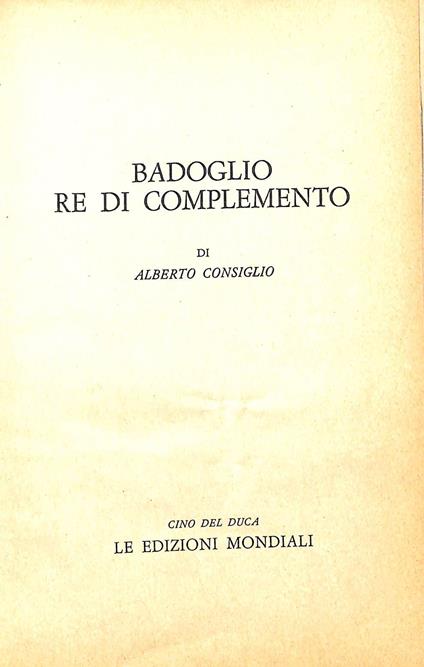 BADOGLIO
RE DI COMPLEMENTO
DI
ALBERTO CONSIGLIO
CINO DEL DUCA
LE EDIZIONI MONDIALI